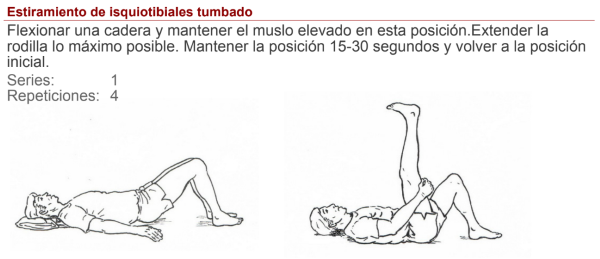 Estiramiento de isquiotibiales tumbado
Flexionar una cadera y mantener el muslo elevado en esta posición.Extender la
rodilla lo máximo posible. Mantener la posición 15-30 segundos y volver a la posición
inicial.
Series: 1
Repeticiones: 4